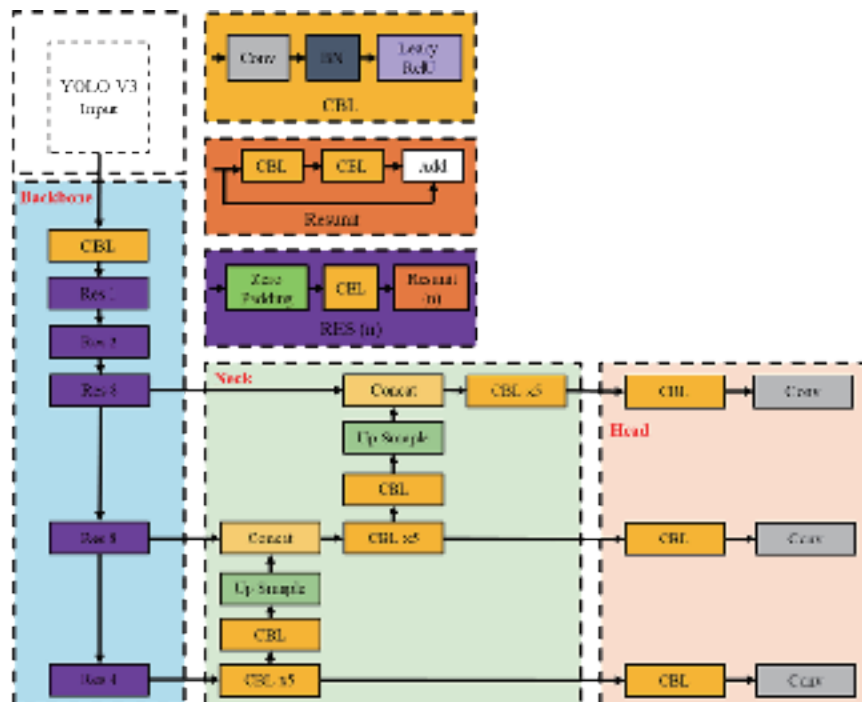 YOLO V3
Input
Conv
BN
Leaky
RelU
CBL
CBL
CBL
Add
Resunit
Zero
Padding
CBL
Resunit
(n)
RES (n)
Backbone
CBL
Res 1
Res 2
Res 8
Res 8
Res 4
Neck
Concat
CBL x5
Up Sample
CBL
Concat
CBL x5
Up Sample
CBL
CBL x5
Head
CBL
Conv
CBL
Conv
CBL
Conv